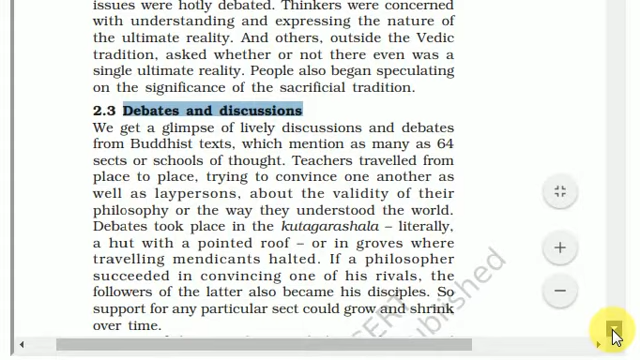 issues were hotly debated. Thinkers were concerned
with understanding and expressing the nature of
the ultimate reality. And others, outside the Vedic
tradition, asked whether or not there even was a
single ultimate reality. People also began speculating
on the significance of the sacrificial tradition.
2.3 Debates and discussions
We get a glimpse of lively discussions and debates
from Buddhist texts, which mention as many as 64
sects or schools of thought. Teachers travelled from
place to place, trying to convince one another as
well as laypersons, about the validity of their
philosophy or the way they understood the world.
Debates took place in the kutagarashala – literally,
a hut with a pointed roof – or in groves where
travelling mendicants halted. If a philosopher
succeeded in convincing one of his rivals, the
followers of the latter also became his disciples. So
support for any particular sect could grow and shrink
over time.